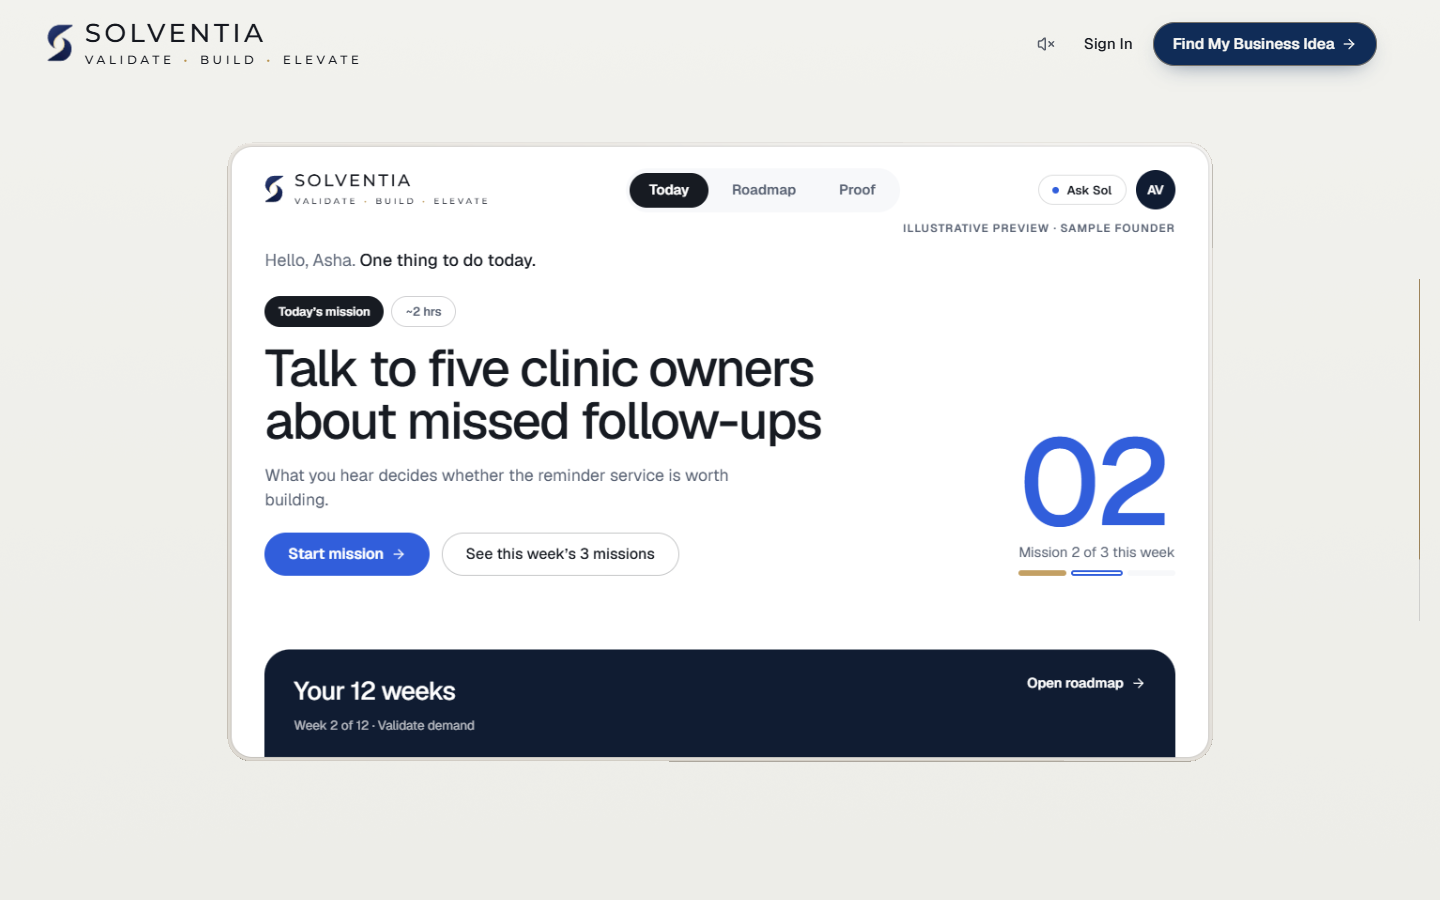 SOLVENTIA
VALIDATE · BUILD · ELEVATE
Sign In
Find My Business Idea →
SOLVENTIA
VALIDATE · BUILD · ELEVATE
Today
Roadmap
Proof
Ask Sol
AV
ILLUSTRATIVE PREVIEW · SAMPLE FOUNDER
Hello, Asha. One thing to do today.
Today's mission
~2 hrs
Talk to five clinic owners
about missed follow-ups
What you hear decides whether the reminder service is worth
building.
Start mission →
See this week's 3 missions
02
Mission 2 of 3 this week
Your 12 weeks
Open roadmap →
Week 2 of 12 · Validate demand